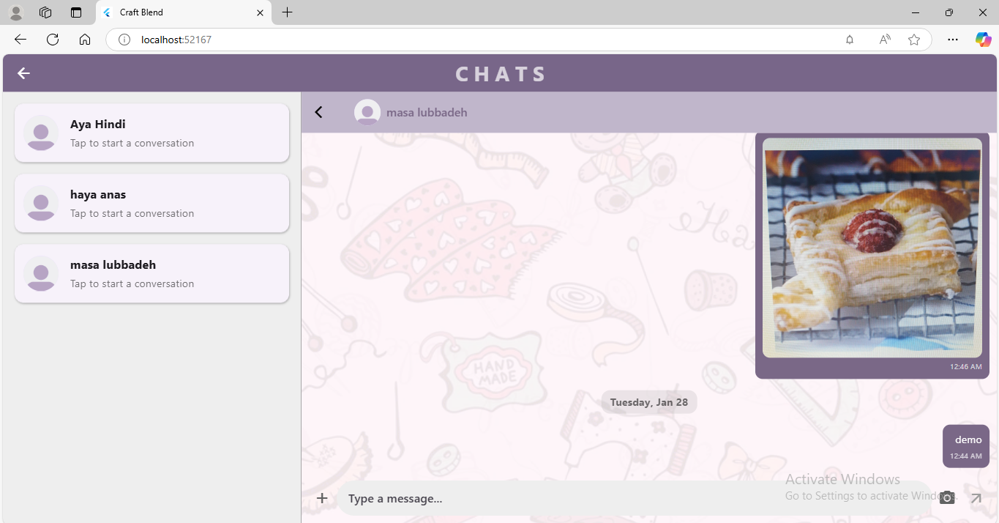 Craft Blend
localhost:52167
CHATS
Aya Hindi
Tap to start a conversation
haya anas
Tap to start a conversation
masa lubbadeh
Tap to start a conversation
masa lubbadeh
12:46 AM
HAND
MADE
Tuesday, Jan 28
demo
12:44 AM
Type a message...
Activate Windows
Go to Settings to activate Windows.